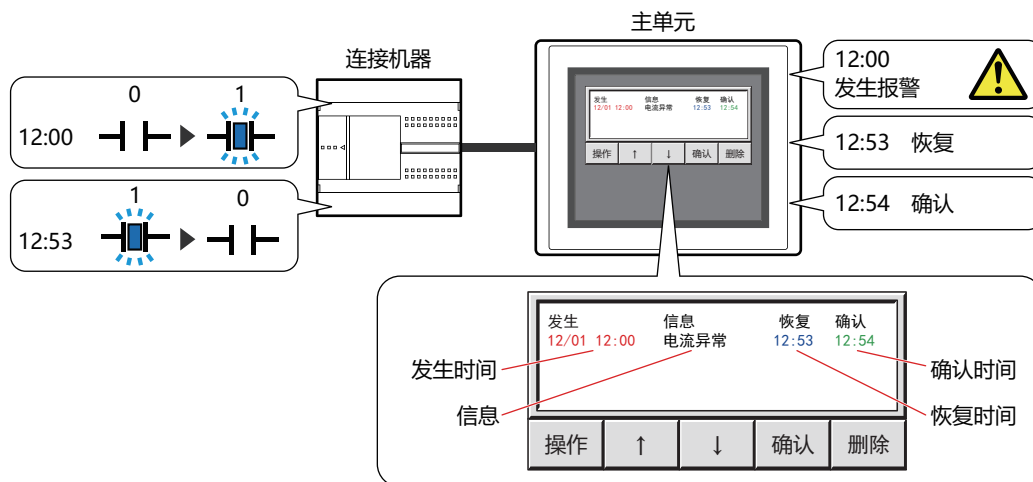 主单元
连接机器
0 1
12:00
1 0
12:53
发生 信息 恢复 确认
12/01 12:00 电流异常 12:53 12:54
操作 ↑ ↓ 确认 删除
12:00
发生报警
12:53 恢复
12:54 确认
发生 信息 恢复 确认
12/01 12:00 电流异常 12:53 12:54
发生时间
确认时间
信息
恢复时间
操作 ↑ ↓ 确认 删除